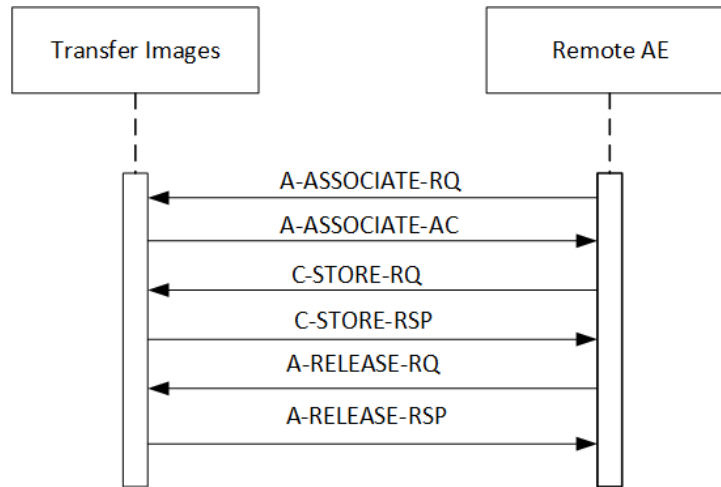 Transfer Images
Remote AE
A-ASSOCIATE-RQ
A-ASSOCIATE-AC
C-STORE-RQ
C-STORE-RSP
A-RELEASE-RQ
A-RELEASE-RSP